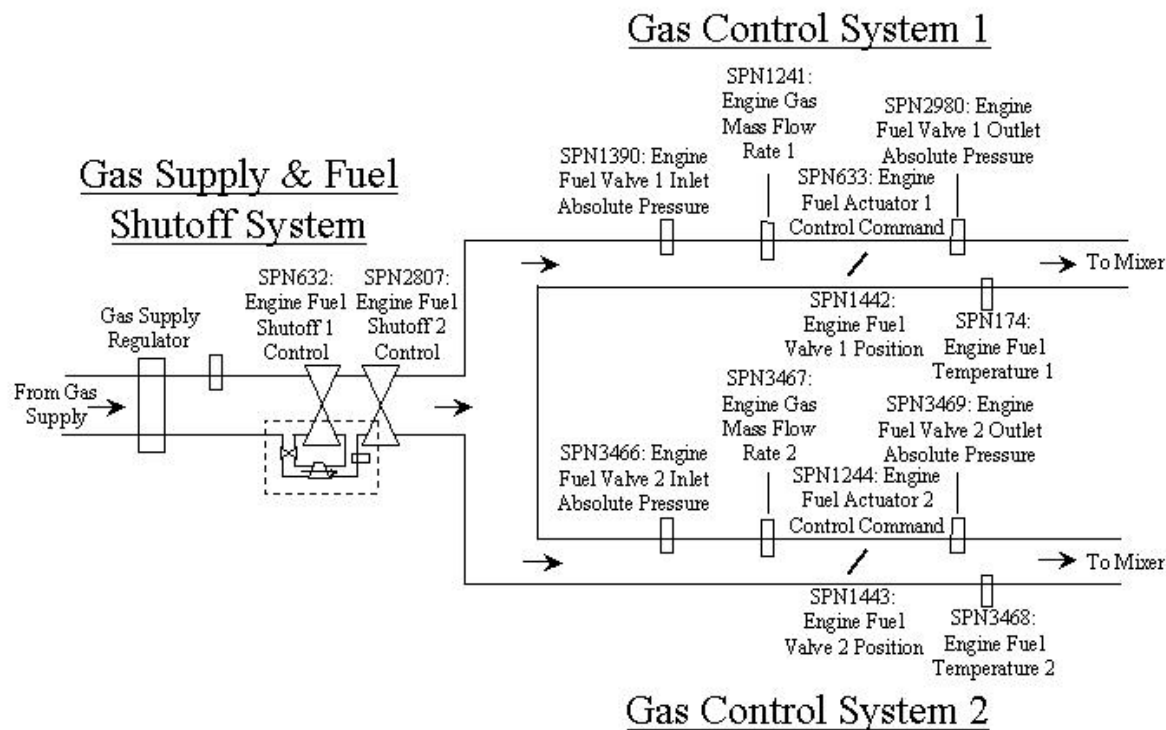 Gas Control System 1
SPN1241:
Engine Gas
Mass Flow
Rate 1
SPN2980: Engine
Fuel Valve 1 Outlet
Absolute Pressure
SPN1390: Engine
Fuel Valve 1 Inlet
Absolute Pressure
SPN633: Engine
Fuel Actuator 1
Control Command
Gas Supply & Fuel
Shutoff System
To Mixer
SPN632:
Engine Fuel
Shutoff 1
Control
SPN2807:
Engine Fuel
Shutoff 2
Control
Gas Supply
Regulator
SPN1442:
Engine Fuel
Valve 1 Position
SPN174:
Engine Fuel
Temperature 1
From Gas
Supply
SPN3467:
Engine Gas
Mass Flow
Rate 2
SPN3469: Engine
Fuel Valve 2 Outlet
Absolute Pressure
SPN3466: Engine
Fuel Valve 2 Inlet
Absolute Pressure
SPN1244: Engine
Fuel Actuator 2
Control Command
To Mixer
SPN1443:
Engine Fuel
Valve 2 Position
SPN3468:
Engine Fuel
Temperature 2
Gas Control System 2